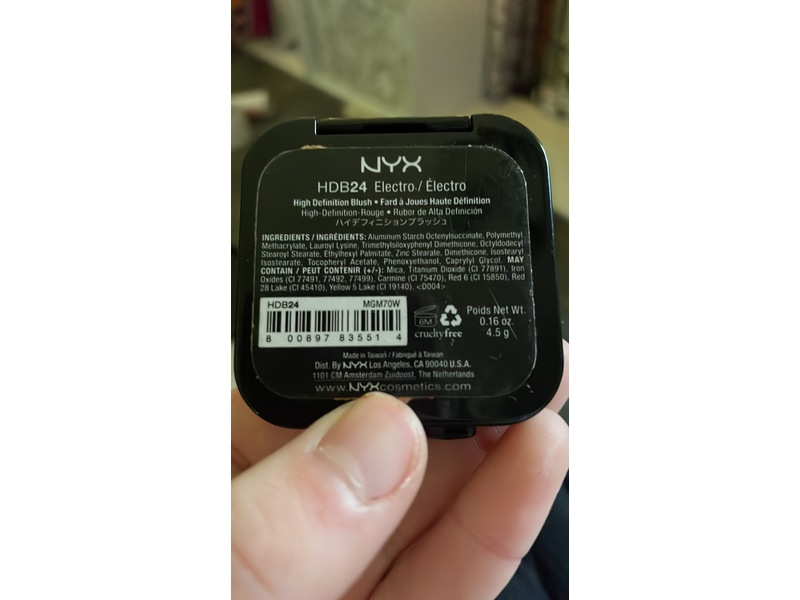 NYX
HDB24 Electro / Électro
High Definition Blush • Fard à Joues Haute Définition
High-Definition-Rouge • Rubor de Alta Definición
ハイデフィニションブラッシュ
INGREDIENTS / INGRÉDIENTS: Aluminum Starch Octenylsuccinate, Polymethyl
Methacrylate, Lauroyl Lysine, Trimethylsiloxyphenyl Dimethicone, Octyldodecyl
Stearoyl Stearate, Ethylhexyl Palmitate, Zinc Stearate, Dimethicone, Isostearyl
Isostearate, Tocopheryl Acetate, Phenoxyethanol, Caprylyl Glycol. MAY
CONTAIN / PEUT CONTENIR (+/-): Mica, Titanium Dioxide (CI 77891), Iron
Oxides (CI 77491, 77492, 77499), Carmine (CI 75470), Red 6 (CI 15850), Red
28 Lake (CI 45410), Yellow 5 Lake (CI 19140). <D004>
HDB24 MGM70W
8 00897 83551 4
6M
crueltyfree
Poids Net Wt.
0.16 oz.
4.5 g
Made in Taiwan / Fabriqué à Taiwan
Dist. By NYX Los Angeles, CA 90040 U.S.A.
1101 CM Amsterdam Zuidoost, The Netherlands
www.NYXcosmetics.com